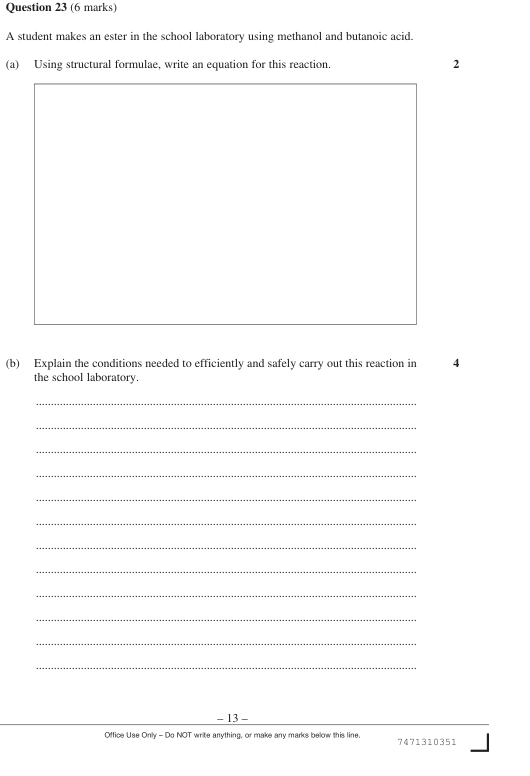 Question 23 (6 marks)
A student makes an ester in the school laboratory using methanol and butanoic acid.
(a) Using structural formulae, write an equation for this reaction. 2
(b) Explain the conditions needed to efficiently and safely carry out this reaction in 4
the school laboratory.
– 13 –
Office Use Only – Do NOT write anything, or make any marks below this line.
7471310351